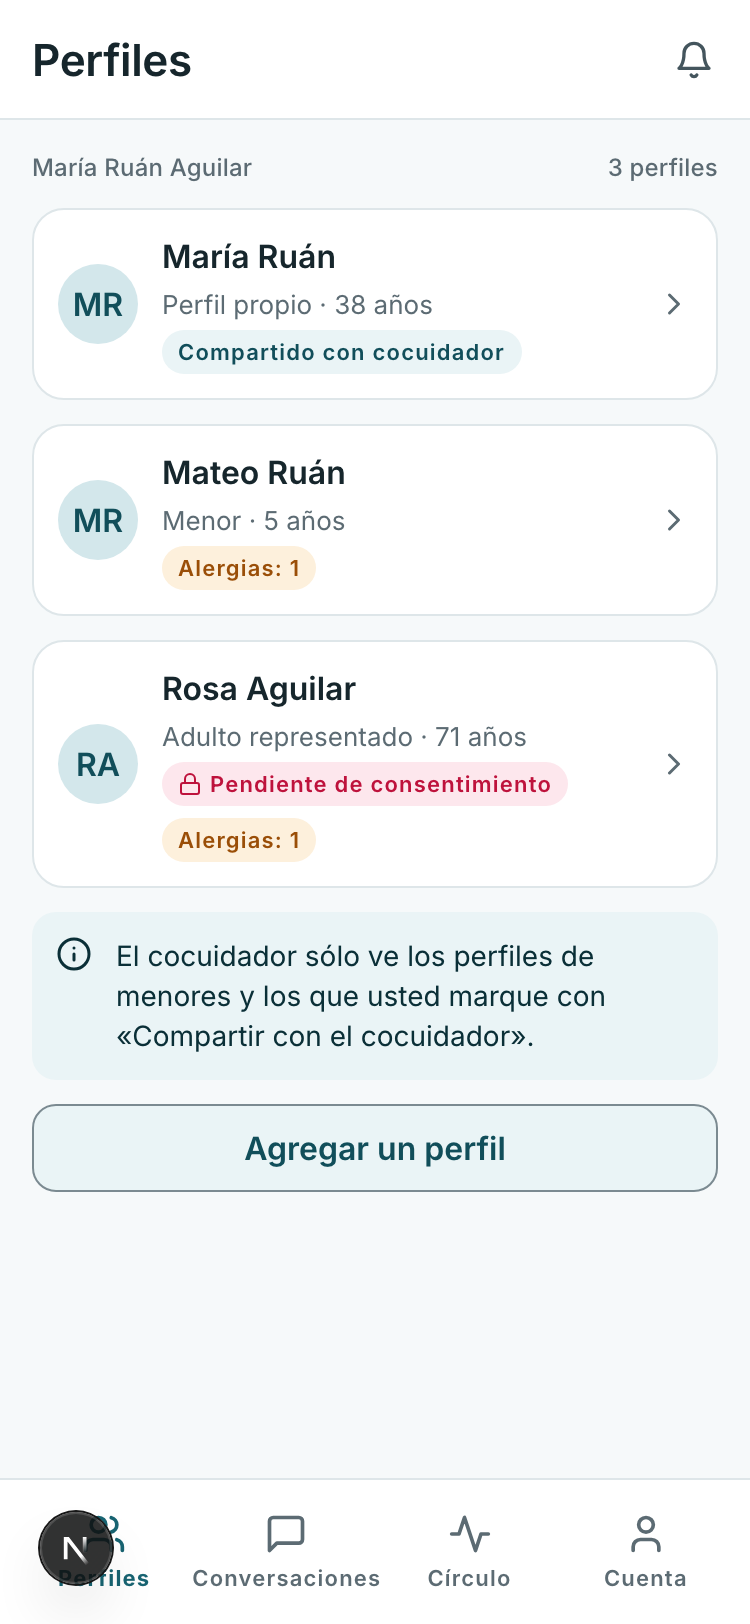 Perfiles
María Ruán Aguilar
3 perfiles
MR
María Ruán
Perfil propio · 38 años
Compartido con cocuidador
MR
Mateo Ruán
Menor · 5 años
Alergias: 1
RA
Rosa Aguilar
Adulto representado · 71 años
Pendiente de consentimiento
Alergias: 1
El cocuidador sólo ve los perfiles de
menores y los que usted marque con
«Compartir con el cocuidador».
Agregar un perfil
N
Perfiles
Conversaciones
Círculo
Cuenta